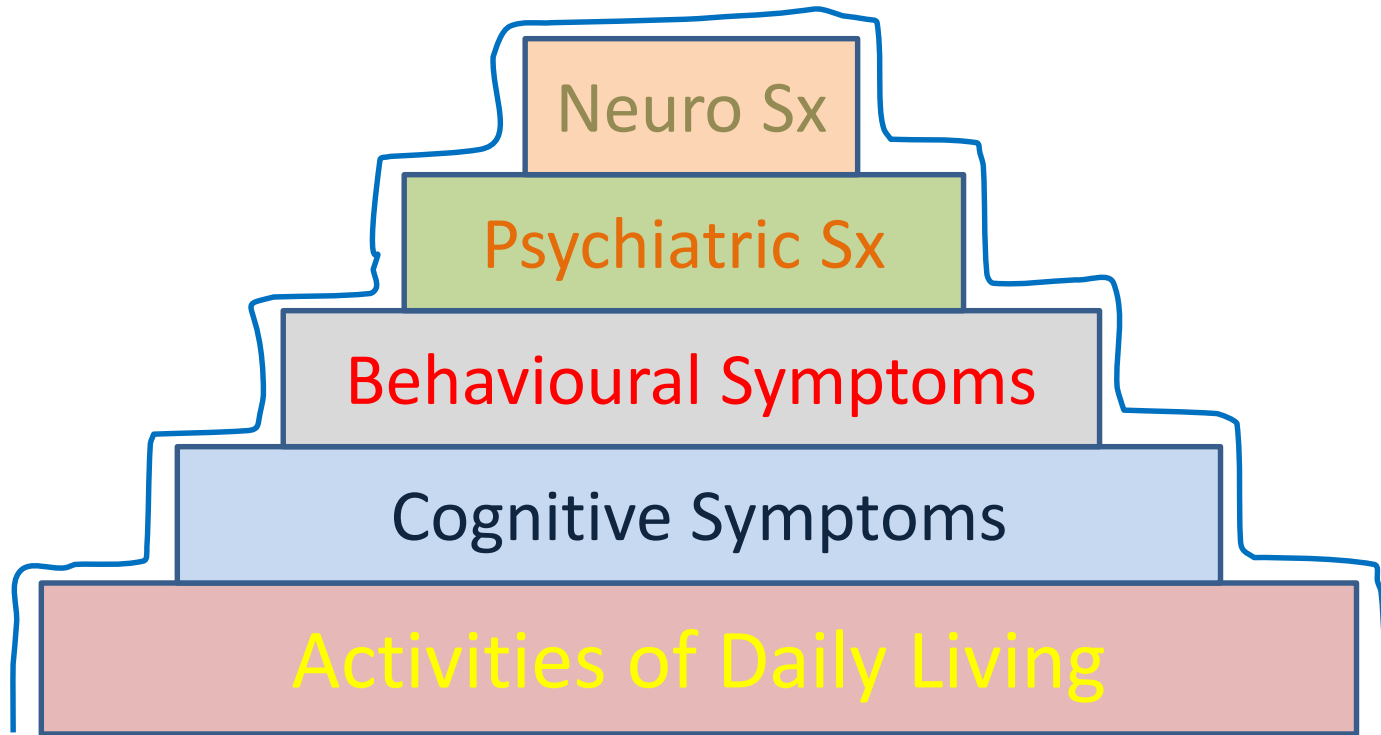 Neuro Sx
Psychiatric Sx
Behavioural Symptoms
Cognitive Symptoms
Activities of Daily Living